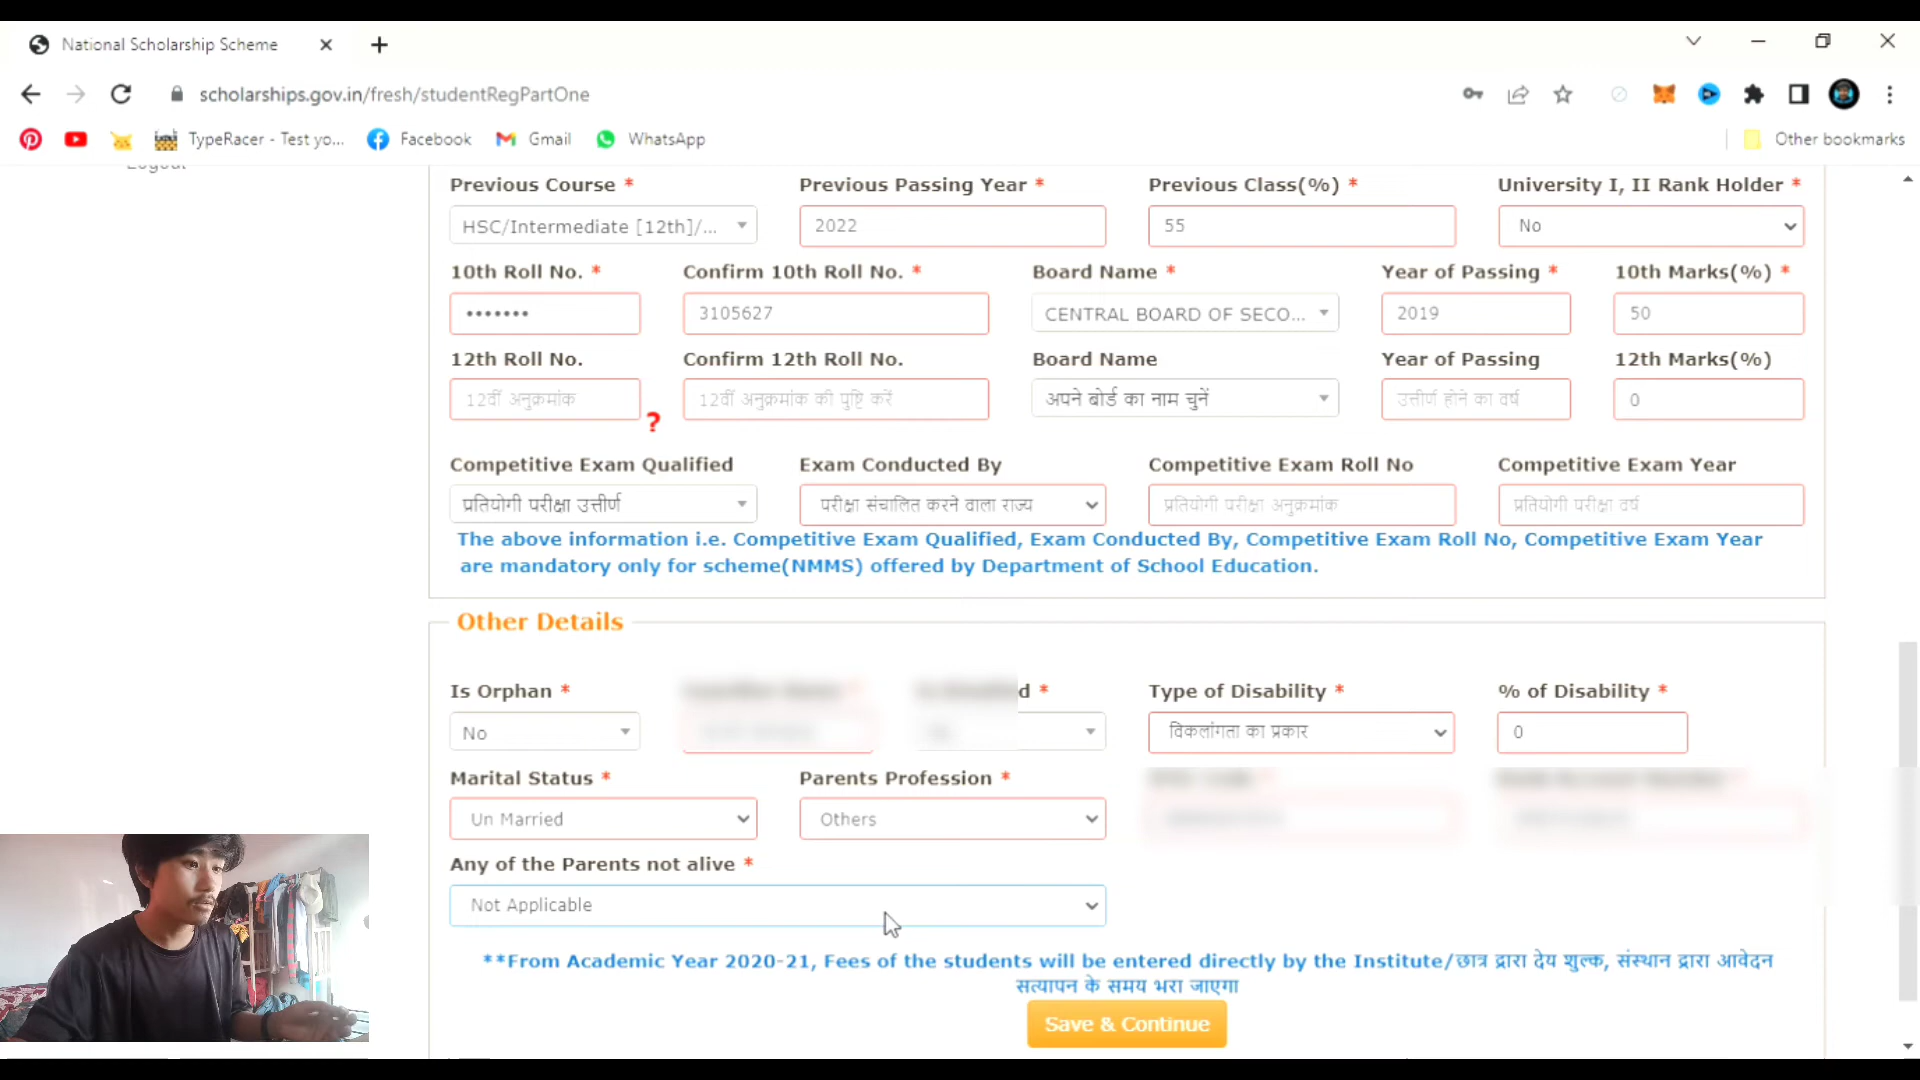 National Scholarship Scheme
scholarships.gov.in/fresh/studentRegPartOne
TypeRacer - Test yo... Facebook Gmail WhatsApp Other bookmarks
Logout
Previous Course * Previous Passing Year * Previous Class(%) * University I, II Rank Holder *
HSC/Intermediate [12th]/... 2022 55 No
10th Roll No. * Confirm 10th Roll No. * Board Name * Year of Passing * 10th Marks(%) *
••••••• 3105627 CENTRAL BOARD OF SECO... 2019 50
12th Roll No. Confirm 12th Roll No. Board Name Year of Passing 12th Marks(%)
12वीं अनुक्रमांक 12वीं अनुक्रमांक की पुष्टि करें अपने बोर्ड का नाम चुनें उत्तीर्ण होने का वर्ष 0
?
Competitive Exam Qualified Exam Conducted By Competitive Exam Roll No Competitive Exam Year
प्रतियोगी परीक्षा उत्तीर्ण परीक्षा संचालित करने वाला राज्य प्रतियोगी परीक्षा अनुक्रमांक प्रतियोगी परीक्षा वर्ष
The above information i.e. Competitive Exam Qualified, Exam Conducted By, Competitive Exam Roll No, Competitive Exam Year
are mandatory only for scheme(NMMS) offered by Department of School Education.
Other Details
Is Orphan * d * Type of Disability * % of Disability *
No विकलांगता का प्रकार 0
Marital Status * Parents Profession *
Un Married Others
Any of the Parents not alive *
Not Applicable
**From Academic Year 2020-21, Fees of the students will be entered directly by the Institute/छात्र द्वारा देय शुल्क, संस्थान द्वारा आवेदन
सत्यापन के समय भरा जाएगा
Save & Continue